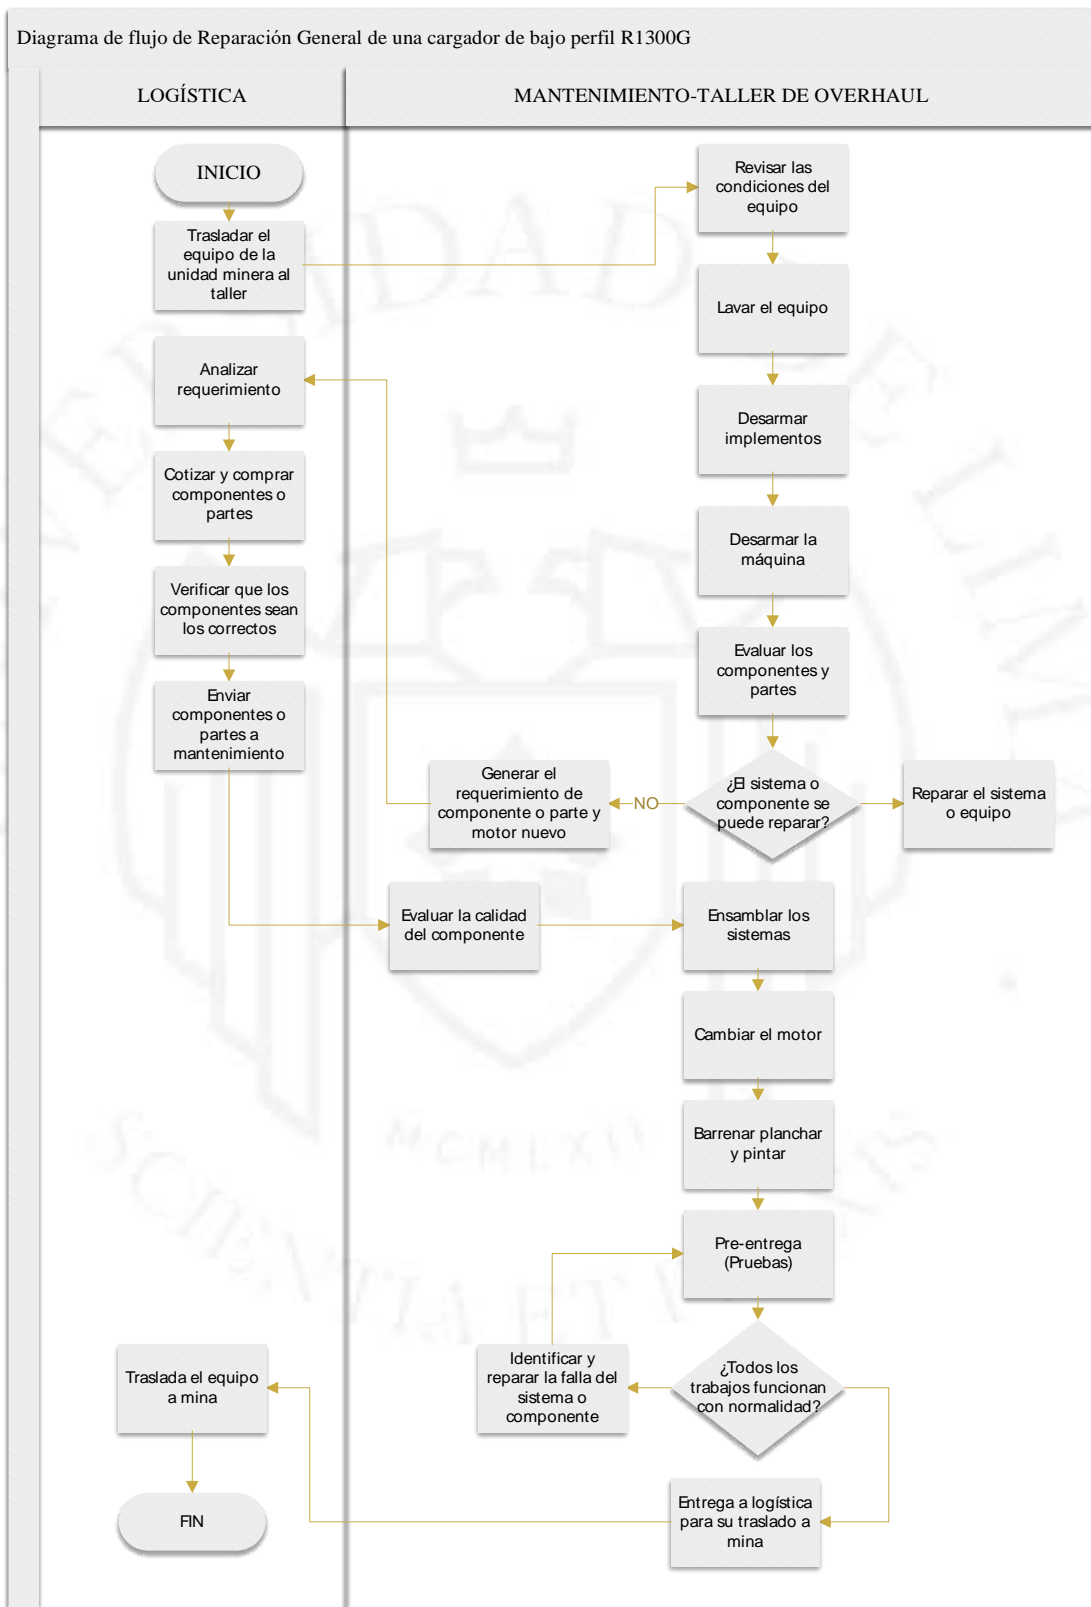 Diagrama de flujo de Reparación General de una cargador de bajo perfil R1300G
LOGÍSTICA
MANTENIMIENTO-TALLER DE OVERHAUL
INICIO
Trasladar el
equipo de la
unidad minera al
taller
Revisar las
condiciones del
equipo
Lavar el equipo
Desarmar
implementos
Desarmar la
máquina
Evaluar los
componentes y
partes
¿El sistema o
componente se
puede reparar?
NO
Reparar el sistema
o equipo
Generar el
requerimiento de
componente o parte y
motor nuevo
Analizar
requerimiento
Cotizar y comprar
componentes o
partes
Verificar que los
componentes sean
los correctos
Enviar
componentes o
partes a
mantenimiento
Evaluar la calidad
del componente
Ensamblar los
sistemas
Cambiar el motor
Barrenar planchar
y pintar
Pre-entrega
(Pruebas)
¿Todos los
trabajos funcionan
con normalidad?
Identificar y
reparar la falla del
sistema o
componente
Entrega a logística
para su traslado a
mina
Traslada el equipo
a mina
FIN
MCMLXII